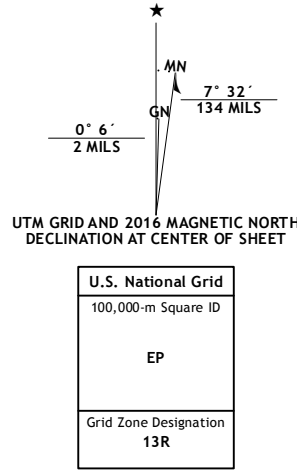 ★
MN
GN
7° 32´
134 MILS
0° 6´
2 MILS
UTM GRID AND 2016 MAGNETIC NORTH
DECLINATION AT CENTER OF SHEET
U.S. National Grid
100,000-m Square ID
EP
Grid Zone Designation
13R